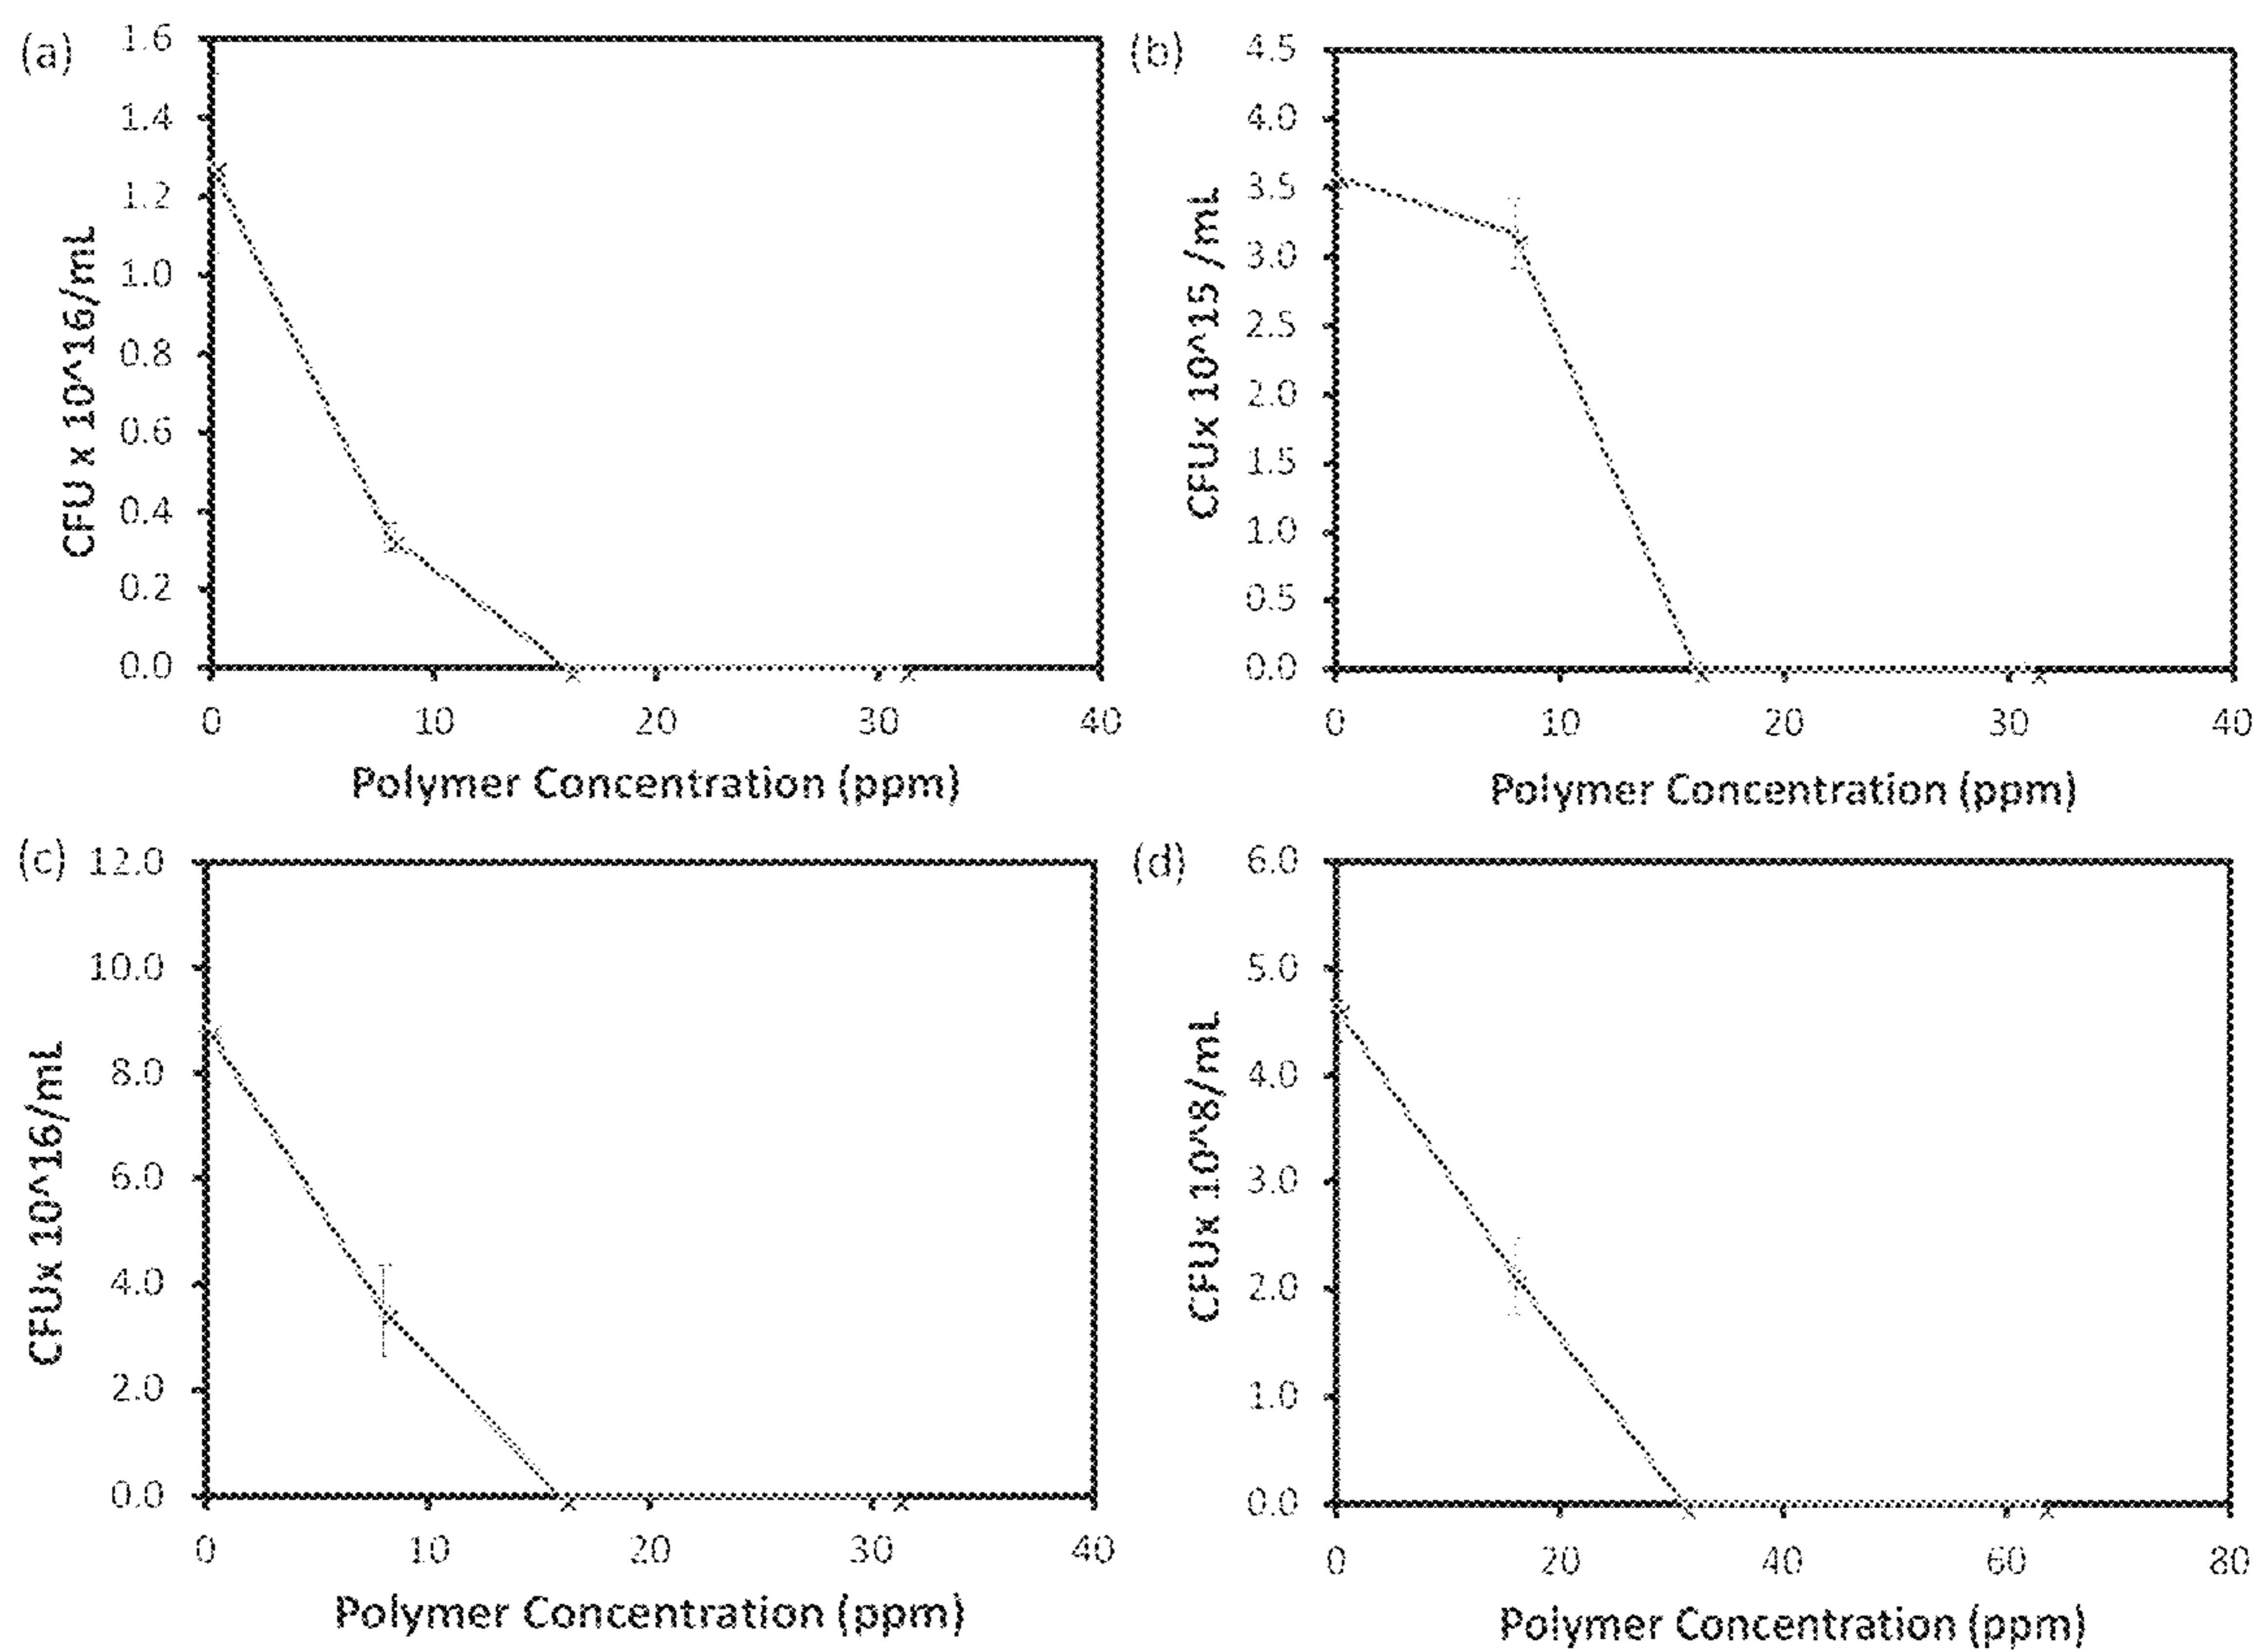 (a)
1.6
1.4
1.2
1.0
0.8
0.6
0.4
0.2
0.0
CFU x 10^16/mL
0 10 20 30 40
Polymer Concentration (ppm)
(b)
4.5
4.0
3.5
3.0
2.5
2.0
1.5
1.0
0.5
0.0
CFUx 10^15 /mL
0 10 20 30 40
Polymer Concentration (ppm)
(c)
12.0
10.0
8.0
6.0
4.0
2.0
0.0
CFUx 10^16/mL
0 10 20 30 40
Polymer Concentration (ppm)
(d)
6.0
5.0
4.0
3.0
2.0
1.0
0.0
CFUx 10^8/mL
0 20 40 60 80
Polymer Concentration (ppm)